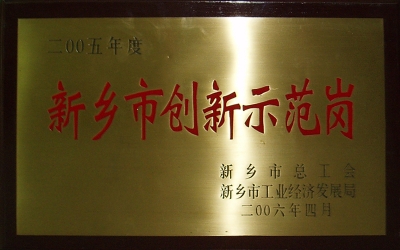 二00五年度
新乡市创新示范岗
新乡市总工会
新乡市工业经济发展局
二00六年四月